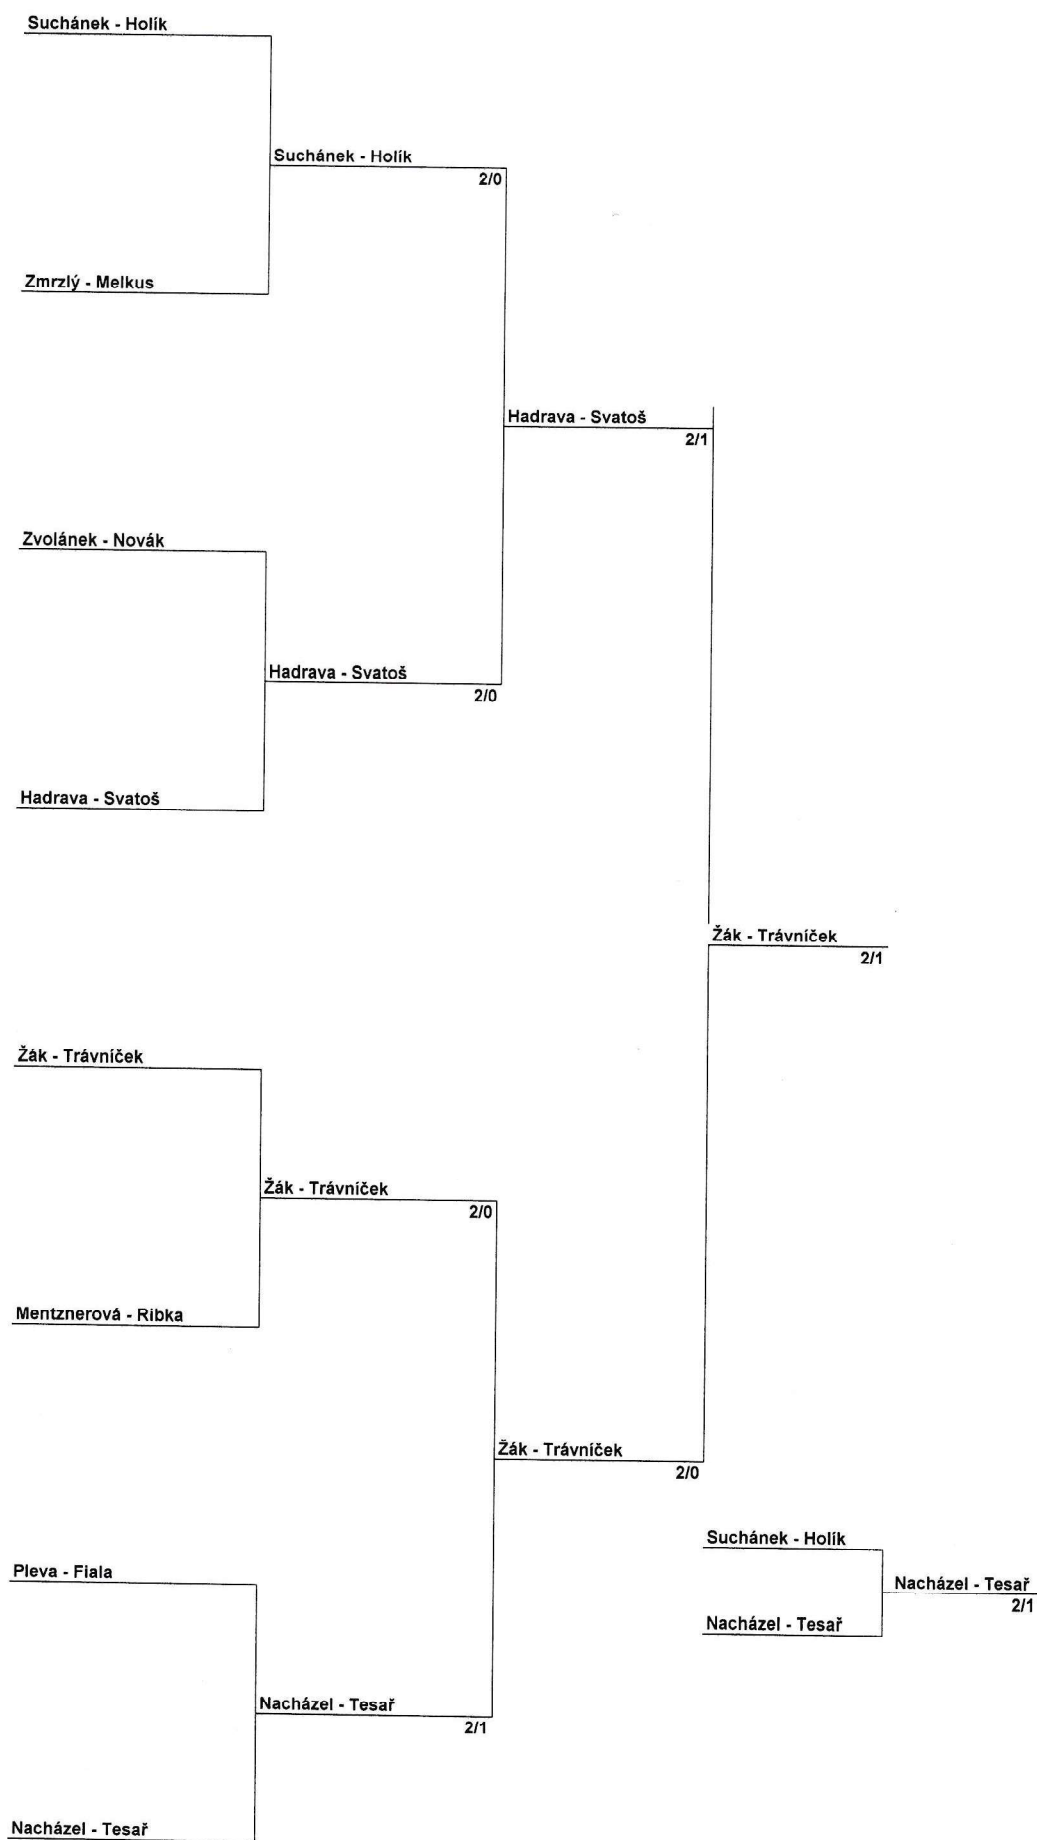 Suchánek - Holík
Suchánek - Holík
2/0
Zmrzlý - Melkus
Hadrava - Svatoš
2/1
Zvolánek - Novák
Hadrava - Svatoš
2/0
Hadrava - Svatoš
Žák - Trávníček
2/1
Žák - Trávníček
Žák - Trávníček
2/0
Mentznerová - Ribka
Žák - Trávníček
2/0
Suchánek - Holík
Pleva - Fiala
Nacházel - Tesař
2/1
Nacházel - Tesař
Nacházel - Tesař
2/1
Nacházel - Tesař